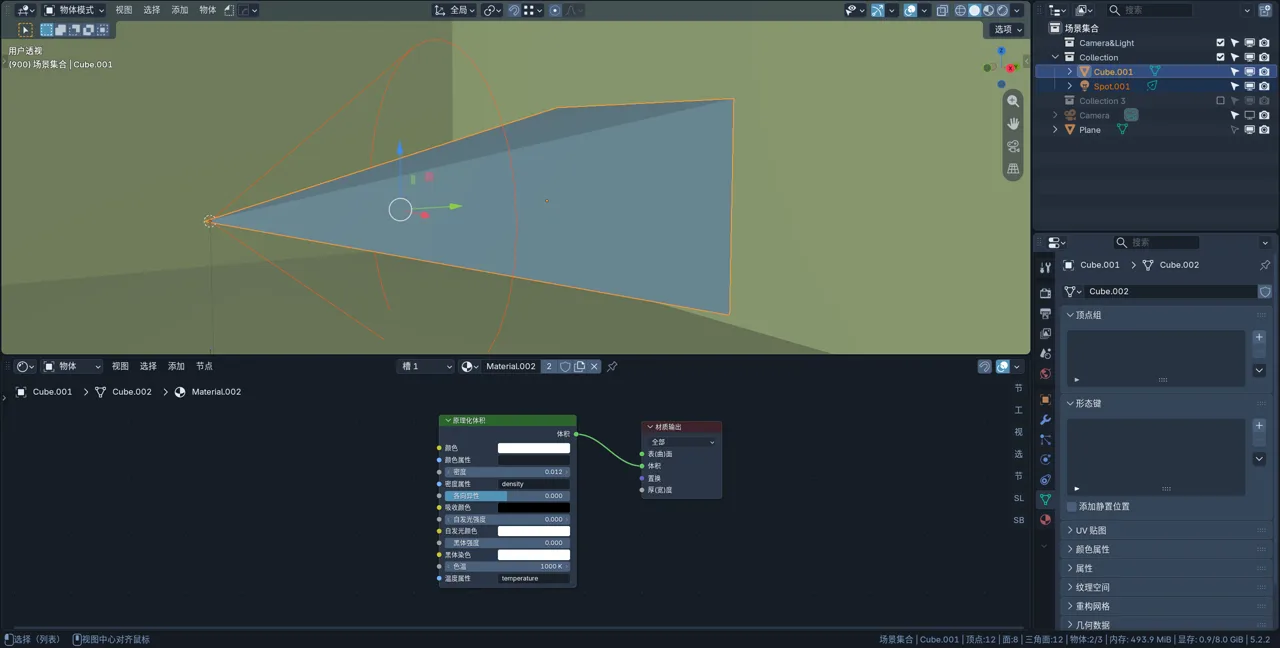 物体模式 视图 选择 添加 物体 全局 搜索
选项
用户透视
(900) 场景集合 | Cube.001
Z
场景集合
Camera&Light
Collection
Cube.001
Spot.001
Collection 3
Camera
Plane
搜索
Cube.001 Cube.002
Cube.002
顶点组
形态键
添加静置位置
UV 贴图
颜色属性
属性
纹理空间
重构网格
几何数据
物体 视图 选择 添加 节点 槽 1 Material.002 2
Cube.001 Cube.002 Material.002
节
工
视
选
节
SL
SB
原理化体积
体积
颜色
颜色属性
密度 0.012
密度属性 density
各向异性 0.000
吸收颜色
自发光强度 0.000
自发光颜色
黑体强度 0.000
黑体染色
色温 1000 K
温度属性 temperature
材质输出
全部
表(曲)面
体积
置换
厚(宽)度
选择（列表） 视图中心对齐鼠标
场景集合 | Cube.001 | 顶点:12 | 面:8 | 三角面:12 | 物体:2/3 | 内存: 493.9 MiB | 显存: 0.9/8.0 GiB | 5.2.2